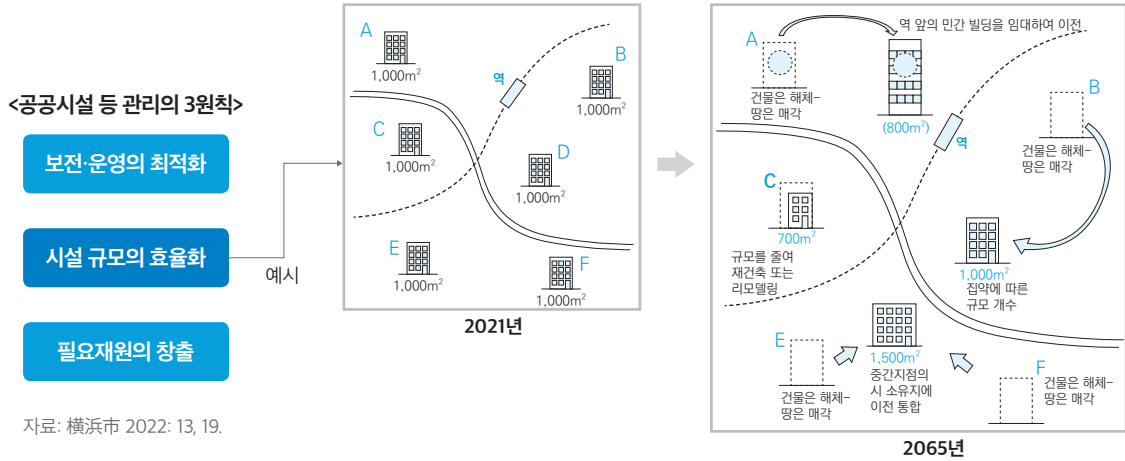 <공공시설 등 관리의 3원칙>
보전·운영의 최적화
시설 규모의 효율화
필요재원의 창출
예시
자료: 横浜市 2022: 13, 19.
A
1,000m²
역
B
1,000m²
C
1,000m²
D
1,000m²
E
1,000m²
F
1,000m²
2021년
역 앞의 민간 빌딩을 임대하여 이전
A
건물은 해체-
땅은 매각
(800m²)
역
B
건물은 해체-
땅은 매각
C
700m²
규모를 줄여
재건축 또는
리모델링
1,000m²
집약에 따른
규모 개수
E
건물은 해체-
땅은 매각
1,500m²
중간지점의
시 소유지에
이전 통합
F
건물은 해체-
땅은 매각
2065년